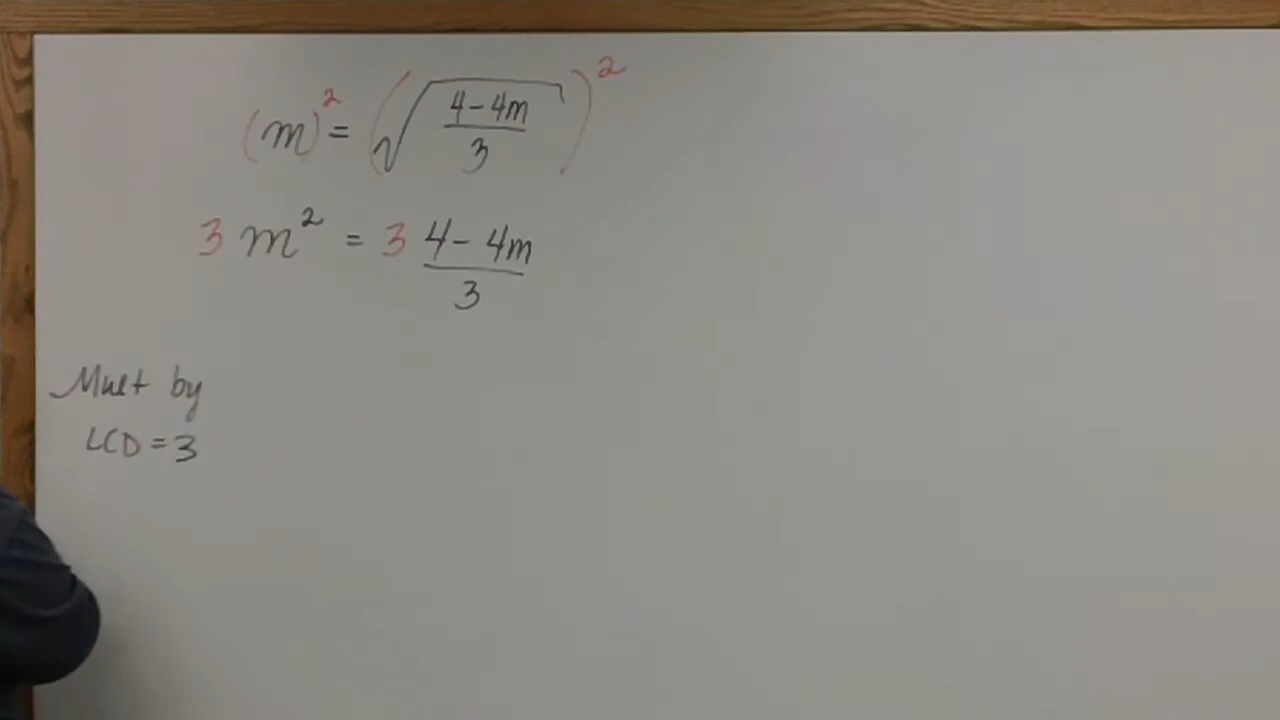 (m)² = (√((4-4m)/3))²
3 m² = 3 (4-4m)/3
Mult by
LCD = 3